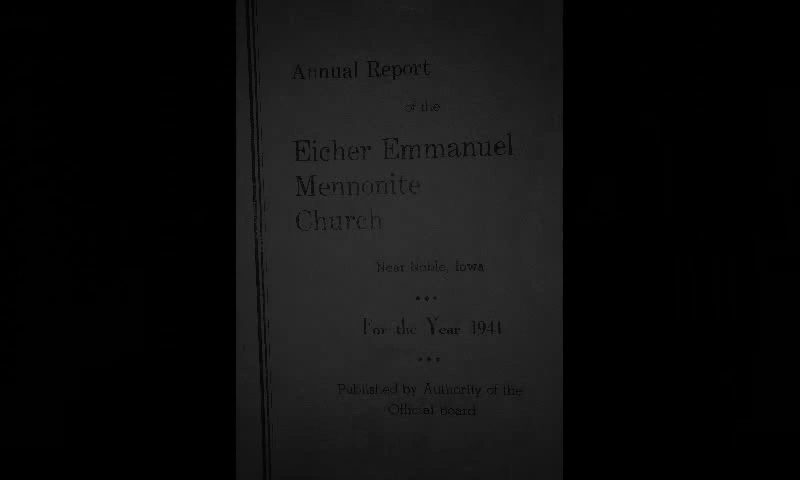 Annual Report
of the
Eicher Emmanuel
Mennonite
Church
Near Noble, Iowa
For the Year 1941
Published by Authority of the
Official Board